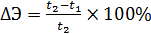 ΔЭ = (t₂ − t₁)/t₂ × 100%